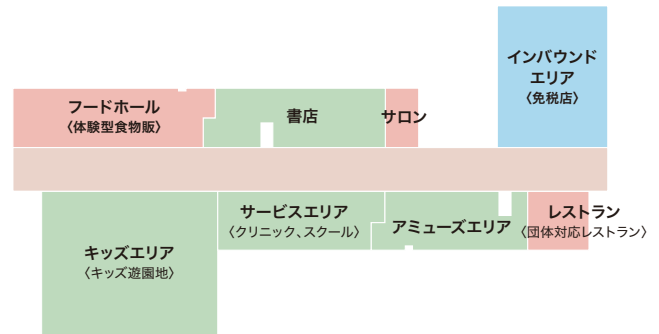 インバウンド
エリア
〈免税店〉
フードホール
〈体験型食物販〉
書店
サロン
キッズエリア
〈キッズ遊園地〉
サービスエリア
〈クリニック、スクール〉
アミューズエリア
レストラン
〈団体対応レストラン〉